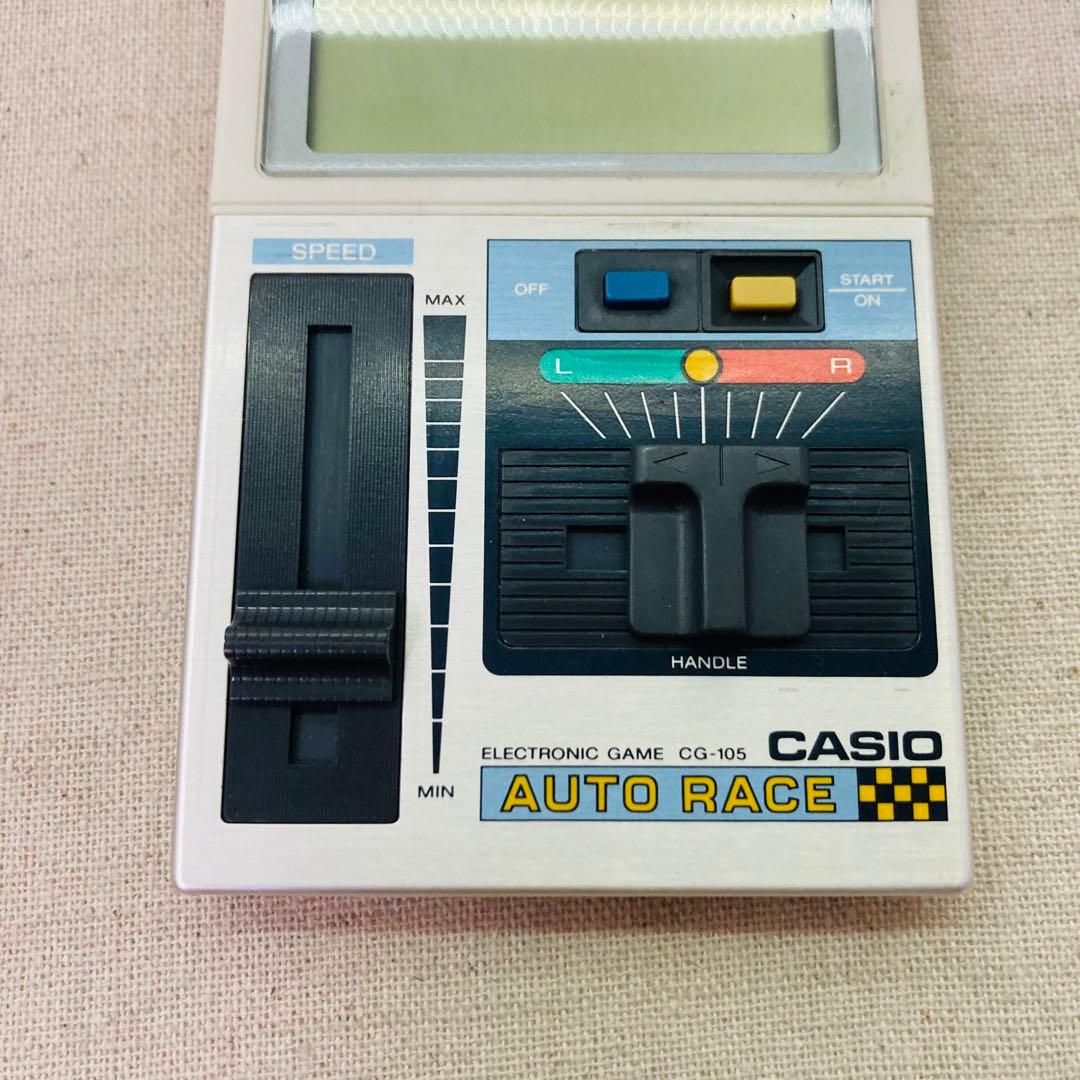 SPEED
MAX
MIN
OFF
START
ON
L
R
HANDLE
ELECTRONIC GAME CG-105 CASIO
AUTO RACE